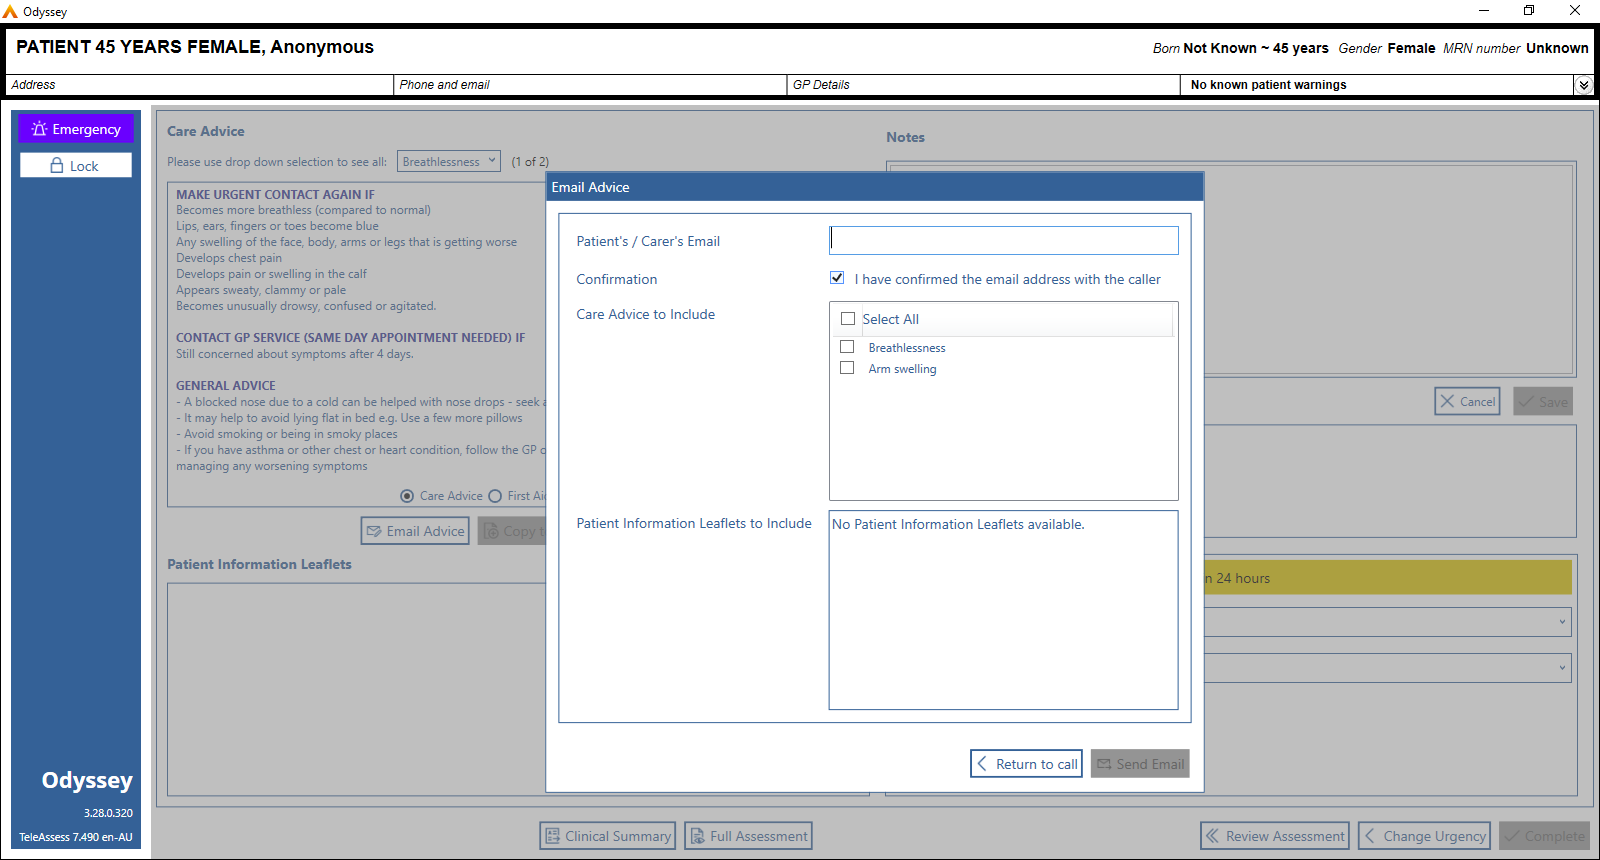 Odyssey
PATIENT 45 YEARS FEMALE, Anonymous
Born Not Known ~ 45 years Gender Female MRN number Unknown
Address
Phone and email
GP Details
No known patient warnings
Emergency
Lock
Care Advice
Please use drop down selection to see all: Breathlessness (1 of 2)
MAKE URGENT CONTACT AGAIN IF
Becomes more breathless (compared to normal)
Lips, ears, fingers or toes become blue
Any swelling of the face, body, arms or legs that is getting worse
Develops chest pain
Develops pain or swelling in the calf
Appears sweaty, clammy or pale
Becomes unusually drowsy, confused or agitated.
CONTACT GP SERVICE (SAME DAY APPOINTMENT NEEDED) IF
Still concerned about symptoms after 4 days.
GENERAL ADVICE
- A blocked nose due to a cold can be helped with nose drops - seek
- It may help to avoid lying flat in bed e.g. Use a few more pillows
- Avoid smoking or being in smoky places
- If you have asthma or other chest or heart condition, follow the GP
managing any worsening symptoms
Care Advice
First Aid
Email Advice
Copy
Patient Information Leaflets
Notes
Cancel
Save
24 hours
Email Advice
Patient's / Carer's Email
Confirmation
I have confirmed the email address with the caller
Care Advice to Include
Select All
Breathlessness
Arm swelling
Patient Information Leaflets to Include
No Patient Information Leaflets available.
Return to call
Send Email
Odyssey
3.28.0.320
TeleAssess 7.490 en-AU
Clinical Summary
Full Assessment
Review Assessment
Change Urgency
Complete